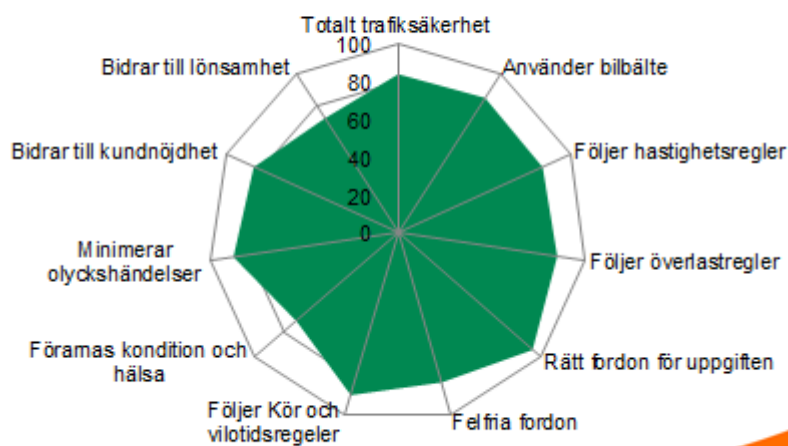 Totalt trafiksäkerhet
100
80
60
40
20
0
Använder bilbälte
Följer hastighetsregler
Följer överlastregler
Rätt fordon för uppgiften
Felfria fordon
Följer Kör och
vilotidsregeler
Förarnas kondition och
hälsa
Minimerar
olyckshändelser
Bidrar till kundnöjdhet
Bidrar till lönsamhet